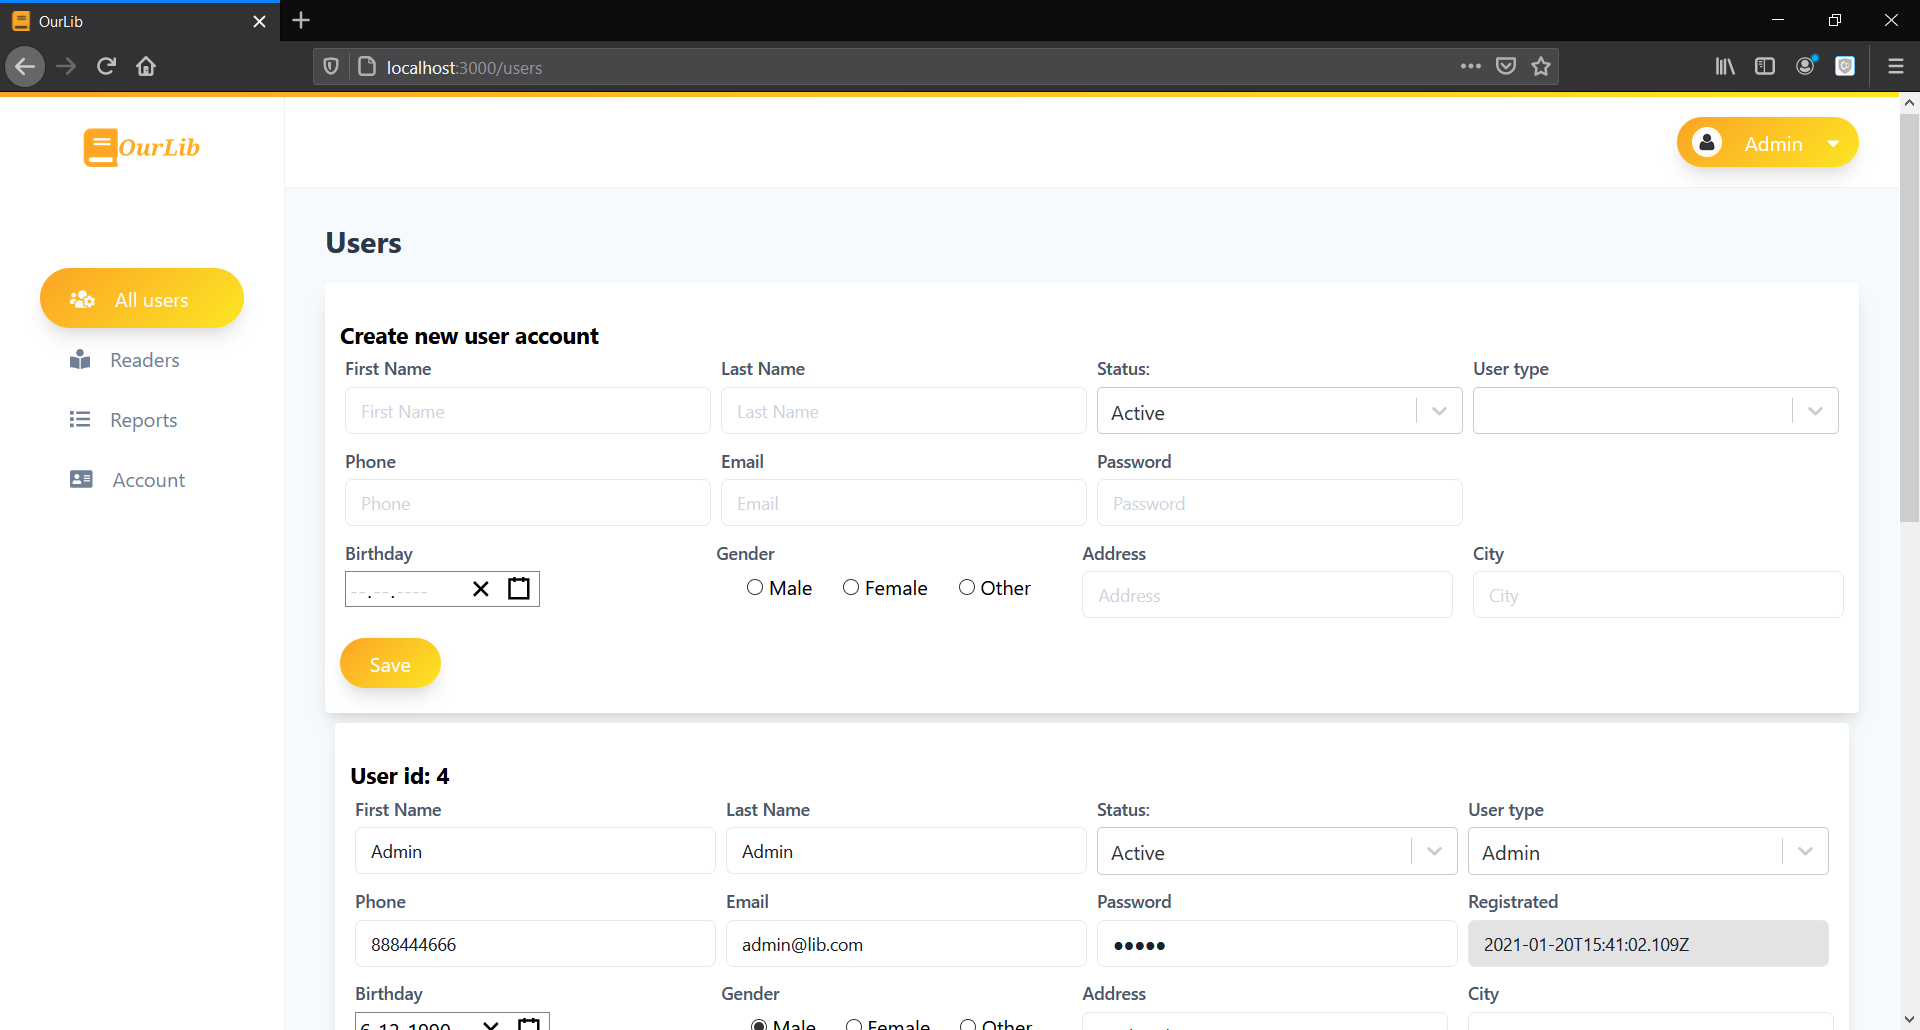 OurLib
localhost:3000/users
OurLib
Admin
All users
Readers
Reports
Account
Users
Create new user account
First Name Last Name Status: User type
First Name Last Name Active
Phone Email Password
Phone Email Password
Birthday Gender Address City
--.--.---- Male Female Other Address City
Save
User id: 4
First Name Last Name Status: User type
Admin Admin Active Admin
Phone Email Password Registrated
888444666 admin@lib.com ●●●●● 2021-01-20T15:41:02.109Z
Birthday Gender Address City
6.12.1990 Male Female Other